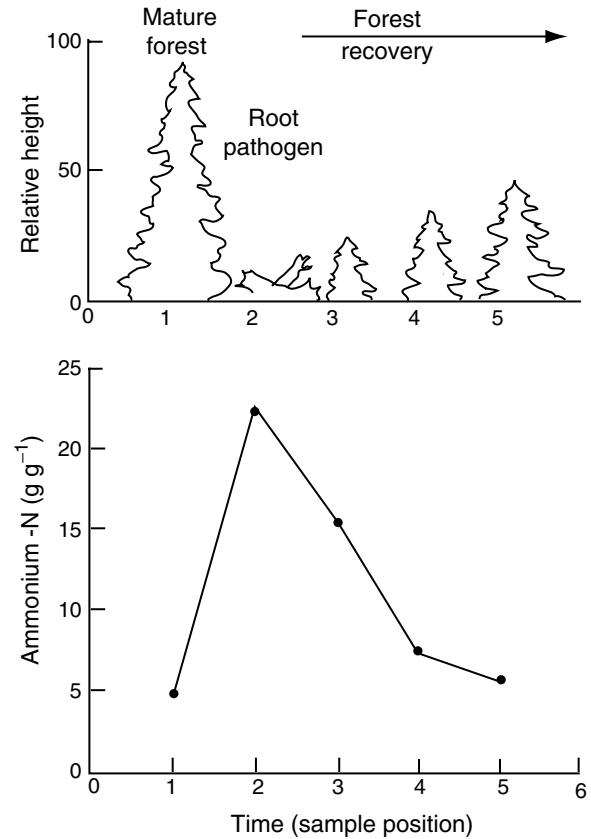 Mature
forest
Forest
recovery
Root
pathogen
Relative height
100
50
0
0 1 2 3 4 5
Ammonium -N (g g⁻¹)
25
20
15
10
5
0
0 1 2 3 4 5 6
Time (sample position)